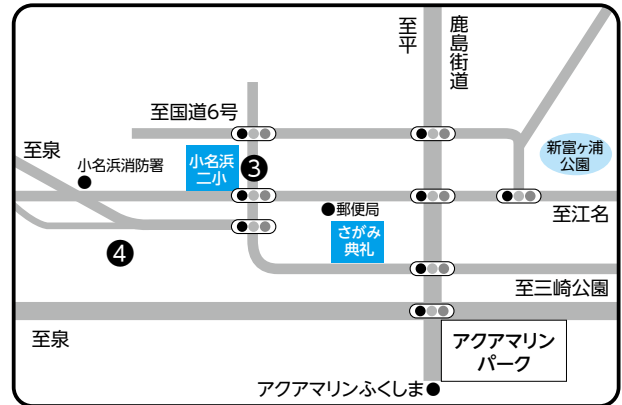 至平
鹿島街道
至国道6号
至泉
小名浜消防署
小名浜
二小
❸
新富ヶ浦
公園
郵便局
至江名
さがみ
典礼
❹
至三崎公園
至泉
アクアマリン
パーク
アクアマリンふくしま